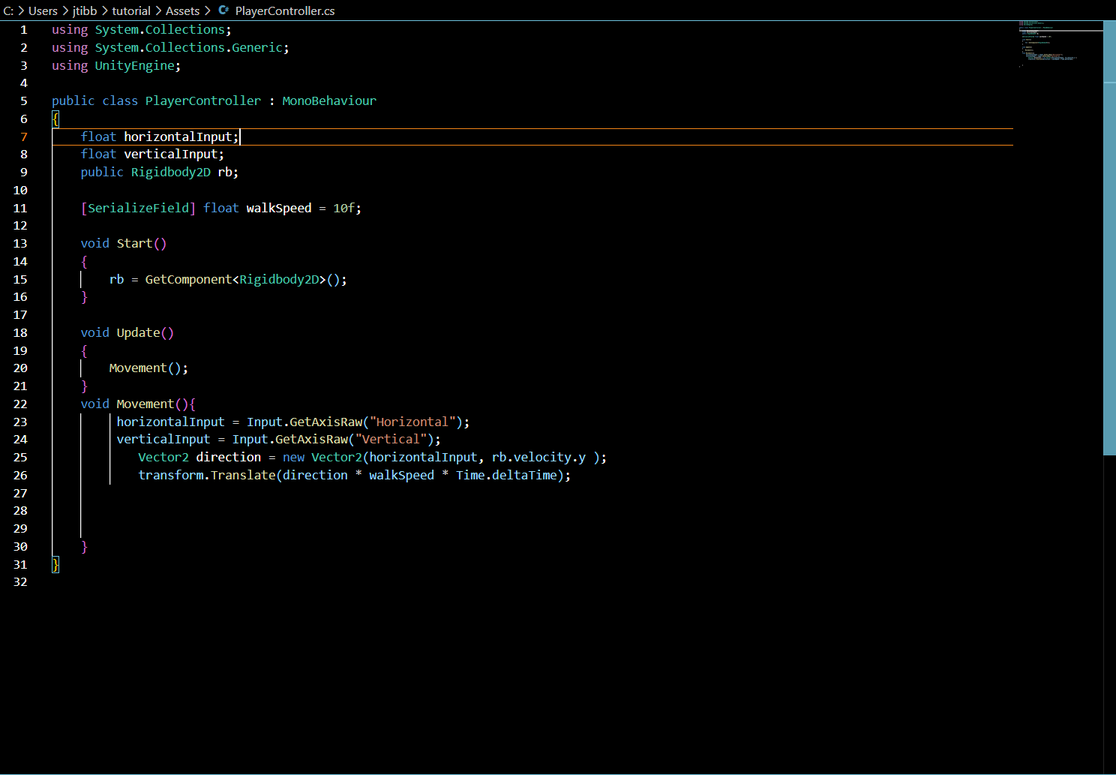 C: > Users > jtibb > tutorial > Assets > C# PlayerController.cs
1 using System.Collections;
2 using System.Collections.Generic;
3 using UnityEngine;
4
5 public class PlayerController : MonoBehaviour
6 {
7     float horizontalInput;
8     float verticalInput;
9     public Rigidbody2D rb;
10
11     [SerializeField] float walkSpeed = 10f;
12
13     void Start()
14     {
15         rb = GetComponent<Rigidbody2D>();
16     }
17
18     void Update()
19     {
20         Movement();
21     }
22     void Movement(){
23          horizontalInput = Input.GetAxisRaw("Horizontal");
24          verticalInput = Input.GetAxisRaw("Vertical");
25             Vector2 direction = new Vector2(horizontalInput, rb.velocity.y );
26             transform.Translate(direction * walkSpeed * Time.deltaTime);
27
28
29
30     }
31 }
32